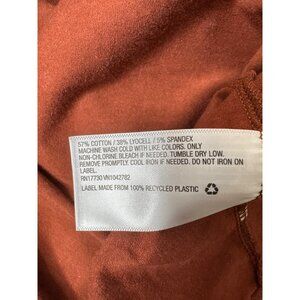 57% COTTON / 38% LYOCELL / 5% SPANDEX
MACHINE WASH COLD WITH LIKE COLORS. ONLY
NON-CHLORINE BLEACH IF NEEDED. TUMBLE DRY LOW.
REMOVE PROMPTLY. COOL IRON IF NEEDED. DO NOT IRON ON
LABEL.
RN17730 VN1042762
LABEL MADE FROM 100% RECYCLED PLASTIC